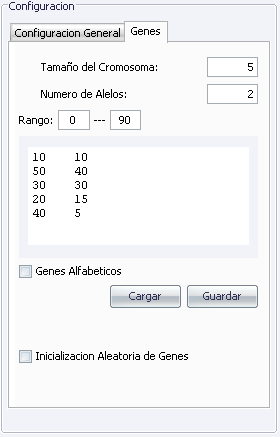 Configuracion
Configuracion General Genes
Tamaño del Cromosoma: 5
Numero de Alelos: 2
Rango: 0 --- 90
10 10
50 40
30 30
20 15
40 5
Genes Alfabeticos
Cargar Guardar
Inicializacion Aleatoria de Genes